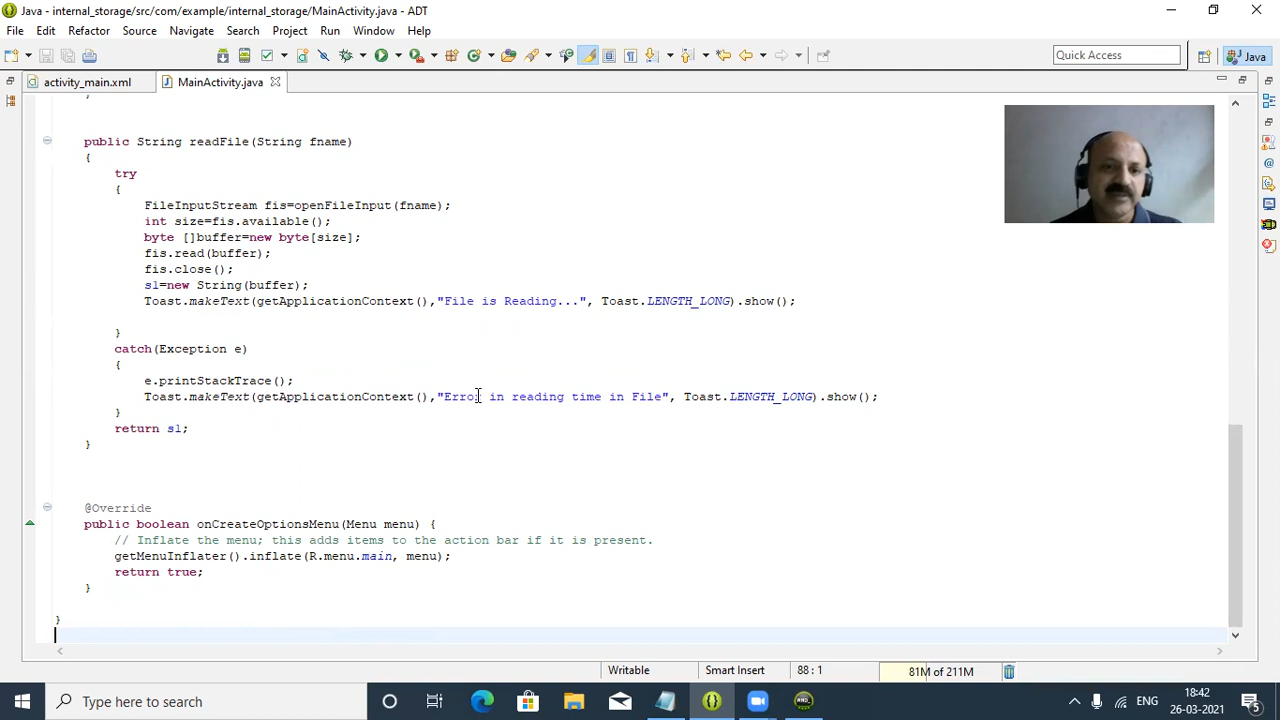 Java - internal_storage/src/com/example/internal_storage/MainActivity.java - ADT
File Edit Refactor Source Navigate Search Project Run Window Help
Quick Access
Java
activity_main.xml
MainActivity.java
}
public String readFile(String fname)
{
try
{
FileInputStream fis=openFileInput(fname);
int size=fis.available();
byte []buffer=new byte[size];
fis.read(buffer);
fis.close();
sl=new String(buffer);
Toast.makeText(getApplicationContext(),"File is Reading...", Toast.LENGTH_LONG).show();
}
catch(Exception e)
{
e.printStackTrace();
Toast.makeText(getApplicationContext(),"Error in reading time in File", Toast.LENGTH_LONG).show();
}
return sl;
}
@Override
public boolean onCreateOptionsMenu(Menu menu) {
// Inflate the menu; this adds items to the action bar if it is present.
getMenuInflater().inflate(R.menu.main, menu);
return true;
}
}
Writable Smart Insert 88 : 1 81M of 211M
Type here to search
ENG
18:42
26-03-2021
5